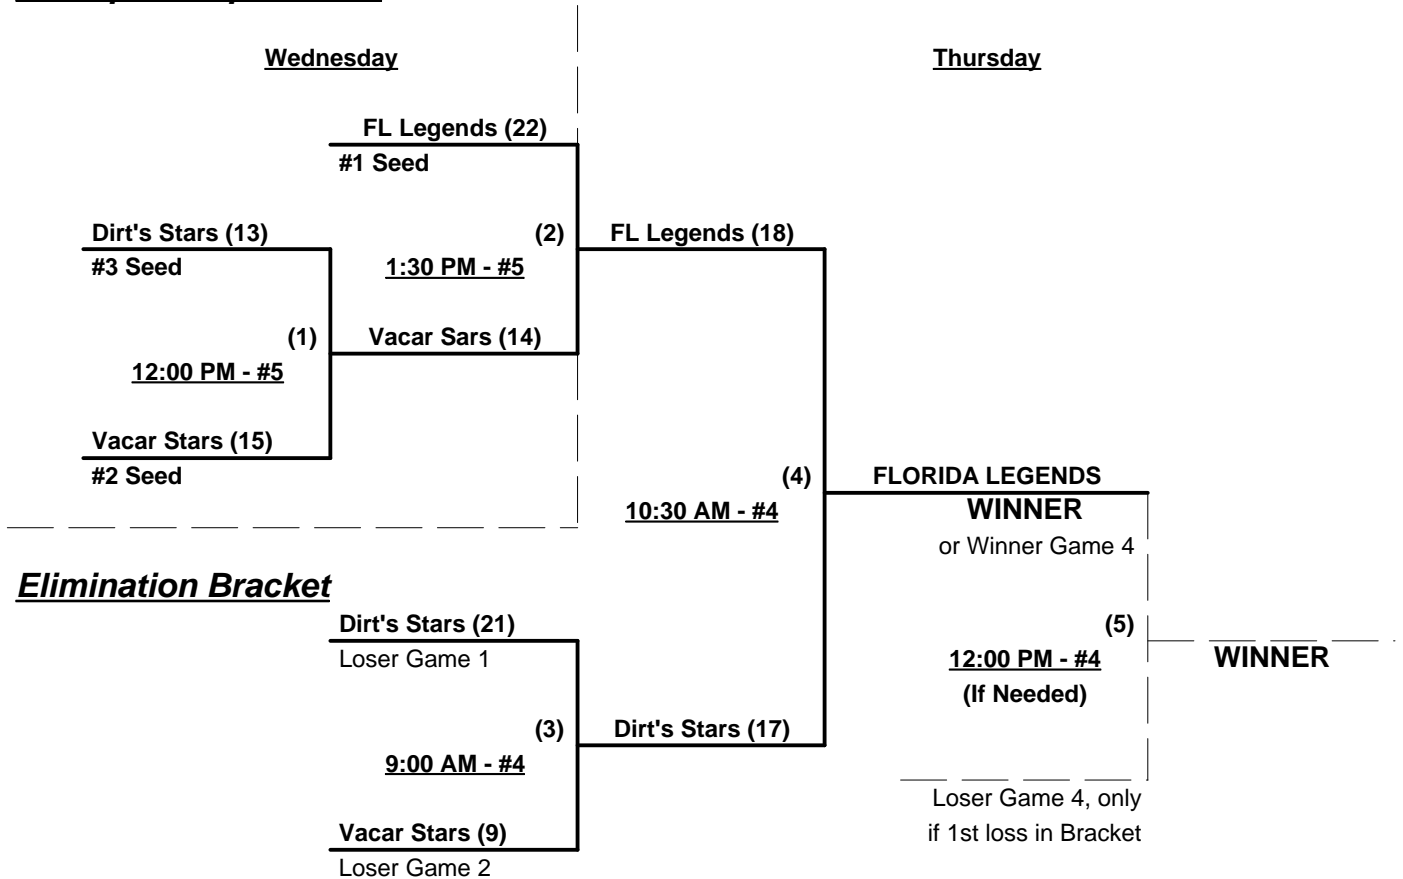 Wednesday
Thursday
FL Legends (22)
#1 Seed
Dirt's Stars (13)
(2)
FL Legends (18)
#3 Seed
1:30 PM - #5
(1)
Vacar Sars (14)
12:00 PM - #5
Vacar Stars (15)
#2 Seed
(4)
FLORIDA LEGENDS
10:30 AM - #4
WINNER
or Winner Game 4
Elimination Bracket
Dirt's Stars (21)
(5)
Loser Game 1
12:00 PM - #4
WINNER
(If Needed)
(3)
Dirt's Stars (17)
9:00 AM - #4
Loser Game 4, only
Vacar Stars (9)
if 1st loss in Bracket
Loser Game 2